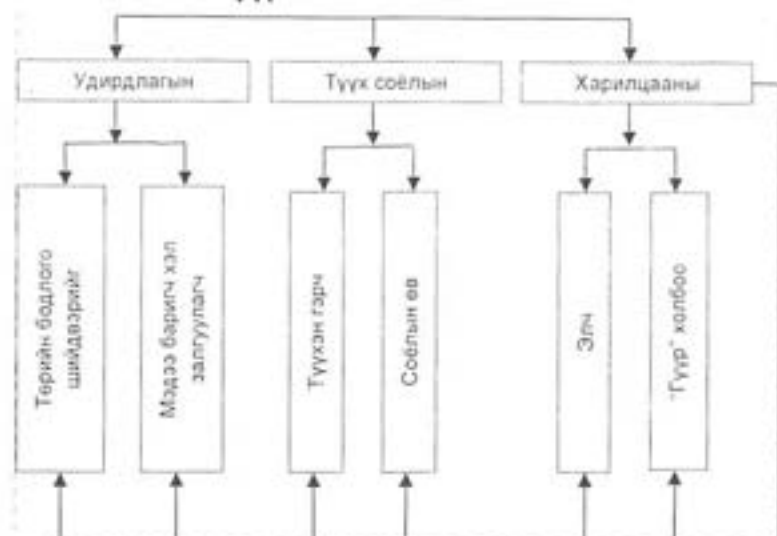 Удирдлагын
Түүх соёлын
Харилцааны
Төрийн бодлого
шийдвэрийг
Мэдээ баригч хэл
залгуулагч
Түүхэн гэрч
Соёлын өв
Элч
"Гүүр" холбоо